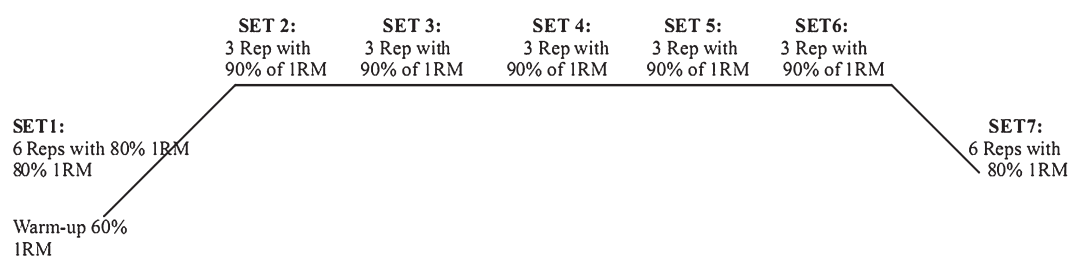 SET 2:
3 Rep with
90% of 1RM
SET 3:
3 Rep with
90% of 1RM
SET 4:
3 Rep with
90% of 1RM
SET 5:
3 Rep with
90% of 1RM
SET6:
3 Rep with
90% of 1RM
SET1:
6 Reps with 80% 1RM
80% 1RM
Warm-up 60%
1RM
SET7:
6 Reps with
80% 1RM